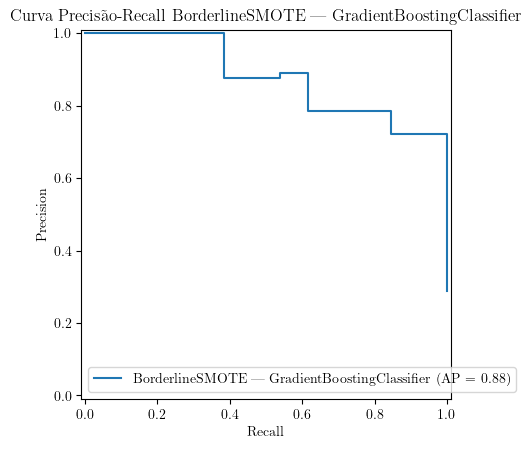 Curva Precisão-Recall BorderlineSMOTE — GradientBoostingClassifier
1.0
0.8
0.6
0.4
0.2
0.0
Precision
BorderlineSMOTE — GradientBoostingClassifier (AP = 0.88)
0.0 0.2 0.4 0.6 0.8 1.0
Recall